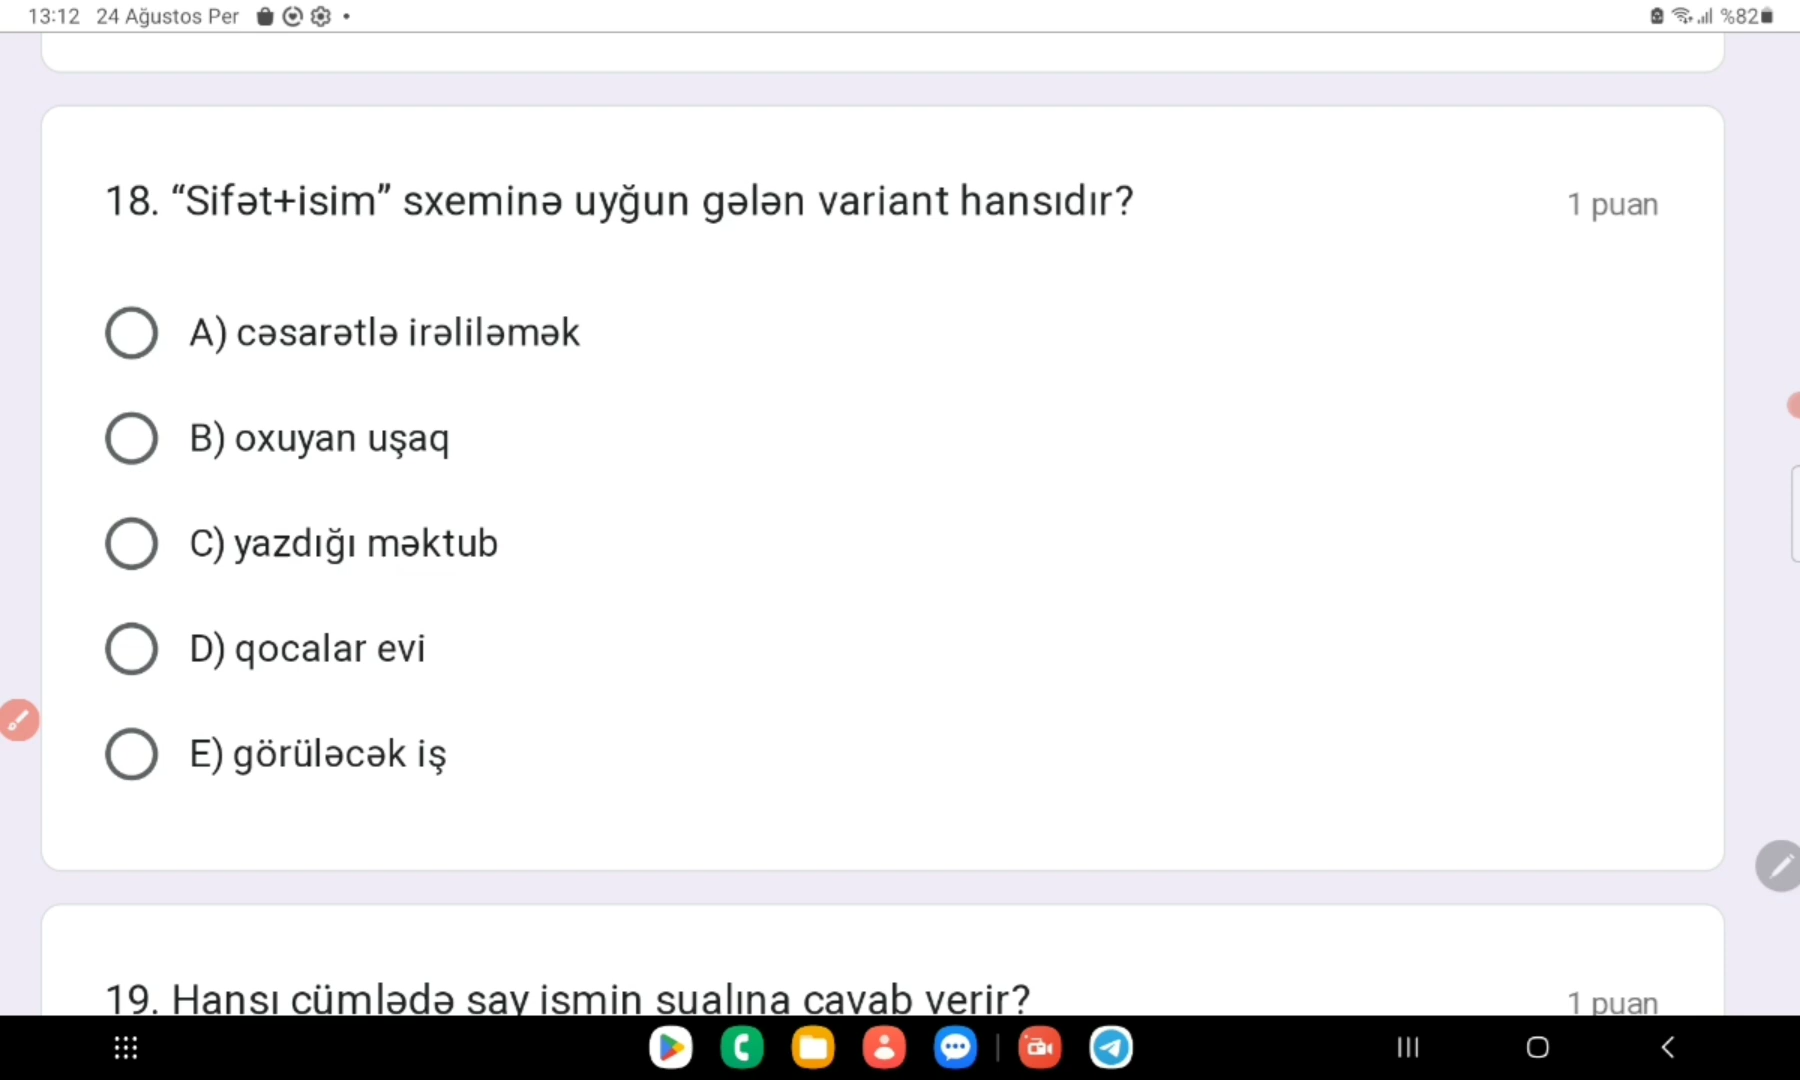 13:12 24 Ağustos Per
%82
18. “Sifət+isim” sxeminə uyğun gələn variant hansıdır?
1 puan
A) cəsarətlə irəliləmək
B) oxuyan uşaq
C) yazdığı məktub
D) qocalar evi
E) görüləcək iş
19. Hansı cümlədə say ismin sualına cavab verir?
1 puan